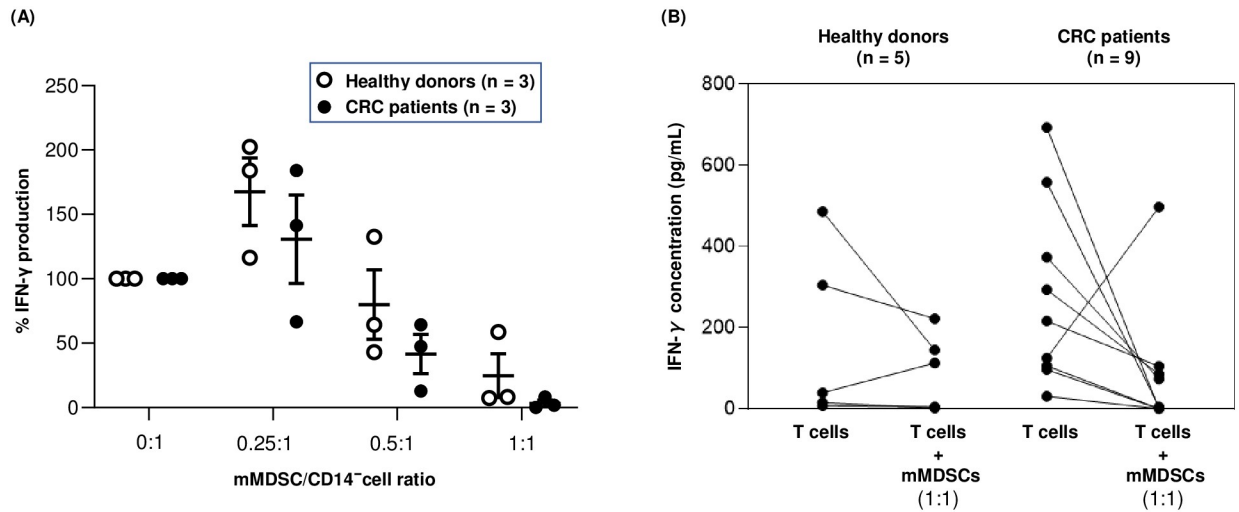 (A)
Healthy donors (n = 3)
CRC patients (n = 3)
250
200
150
100
50
0
% IFN-γ production
0:1
0.25:1
0.5:1
1:1
mMDSC/CD14⁻cell ratio
(B)
Healthy donors
(n = 5)
CRC patients
(n = 9)
800
600
400
200
0
IFN-γ concentration (pg/mL)
T cells
T cells
+
mMDSCs
(1:1)
T cells
T cells
+
mMDSCs
(1:1)